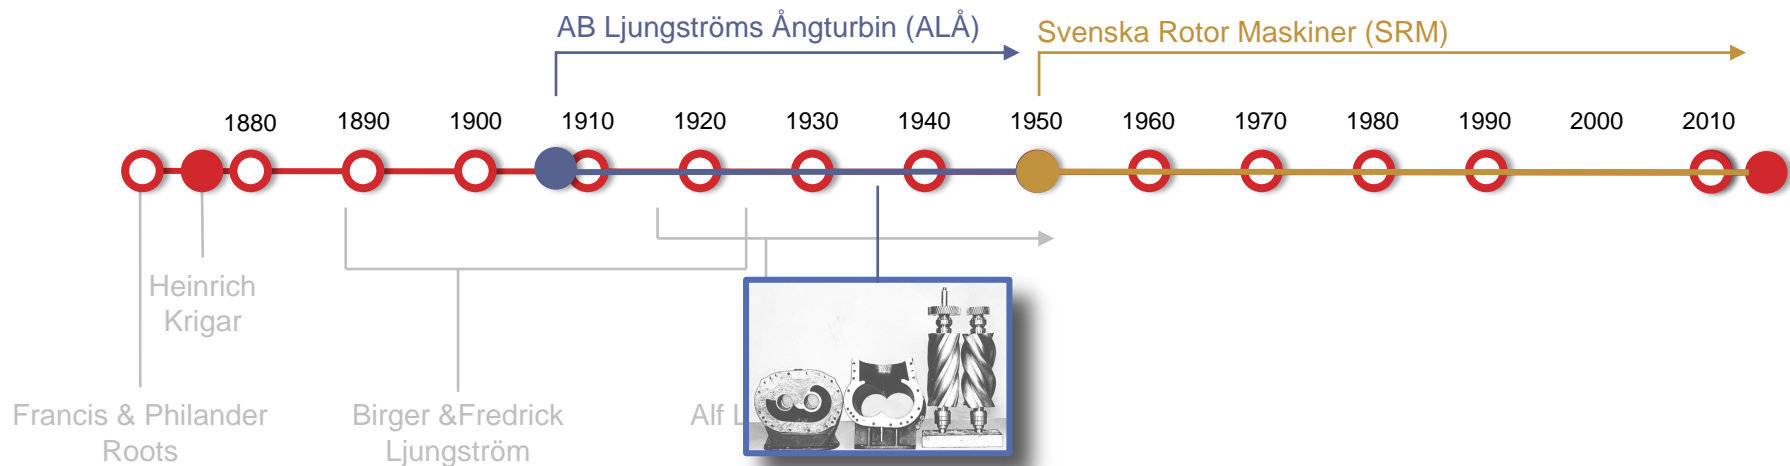 AB Ljungströms Ångturbin (ALÅ)
Svenska Rotor Maskiner (SRM)
1880 1890 1900 1910 1920 1930 1940 1950 1960 1970 1980 1990 2000 2010
Heinrich
Krigar
Francis & Philander
Roots
Birger &Fredrick
Ljungström
Alf